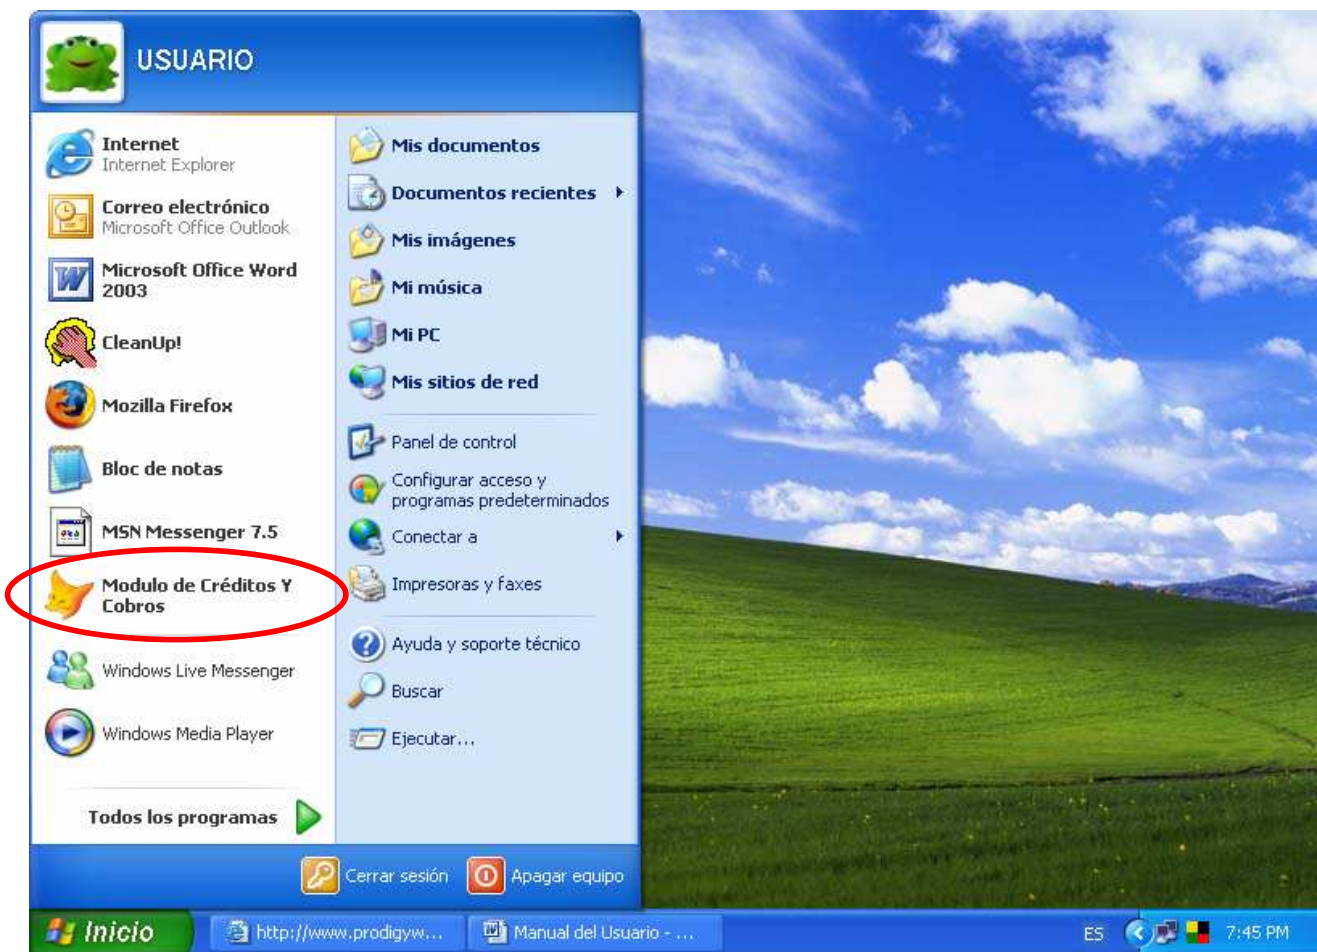 USUARIO
Internet
Internet Explorer
Correo electrónico
Microsoft Office Outlook
Microsoft Office Word
2003
CleanUp!
Mozilla Firefox
Bloc de notas
MSN Messenger 7.5
Modulo de Créditos Y
Cobros
Windows Live Messenger
Windows Media Player
Todos los programas
Mis documentos
Documentos recientes
Mis imágenes
Mi música
Mi PC
Mis sitios de red
Panel de control
Configurar acceso y
programas predeterminados
Conectar a
Impresoras y faxes
Ayuda y soporte técnico
Buscar
Ejecutar...
Cerrar sesión
Apagar equipo
Inicio
http://www.prodigyw...
Manual del Usuario - ...
ES
7:45 PM